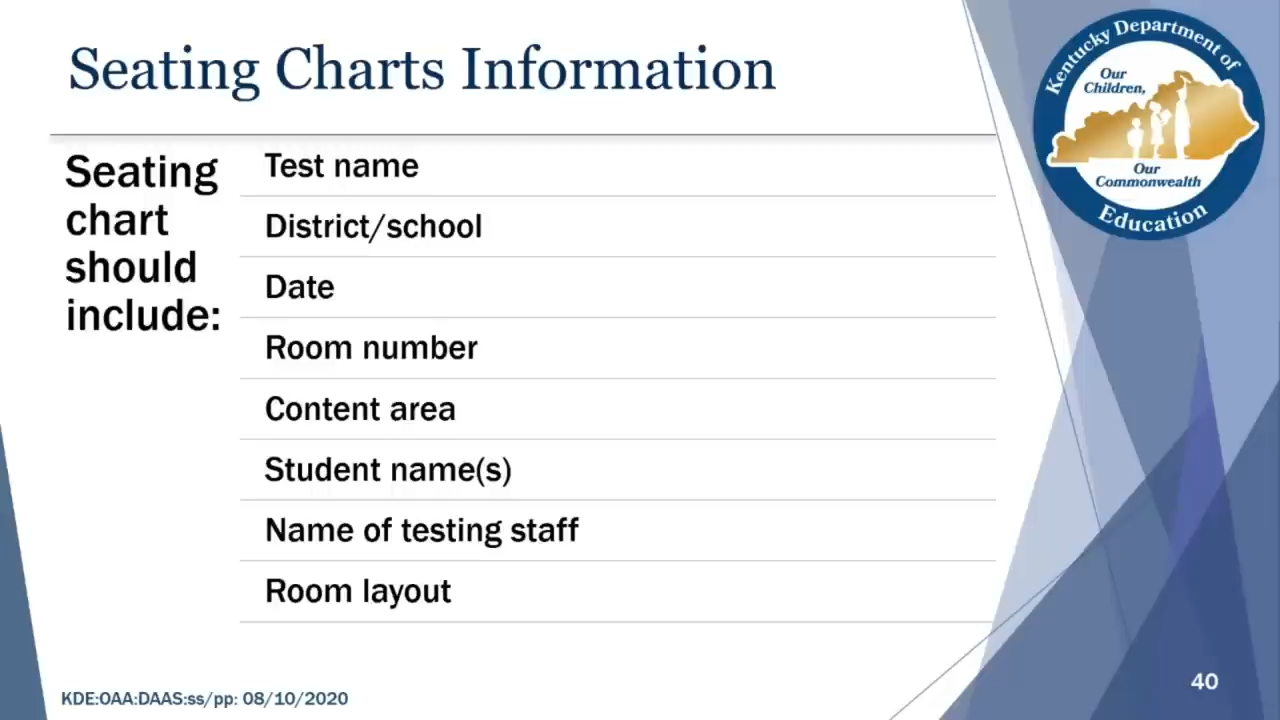 Seating Charts Information
Seating
chart
should
include:
Test name
District/school
Date
Room number
Content area
Student name(s)
Name of testing staff
Room layout
Kentucky Department of
Our
Children,
Our
Commonwealth
Education
KDE:OAA:DAAS:ss/pp: 08/10/2020
40